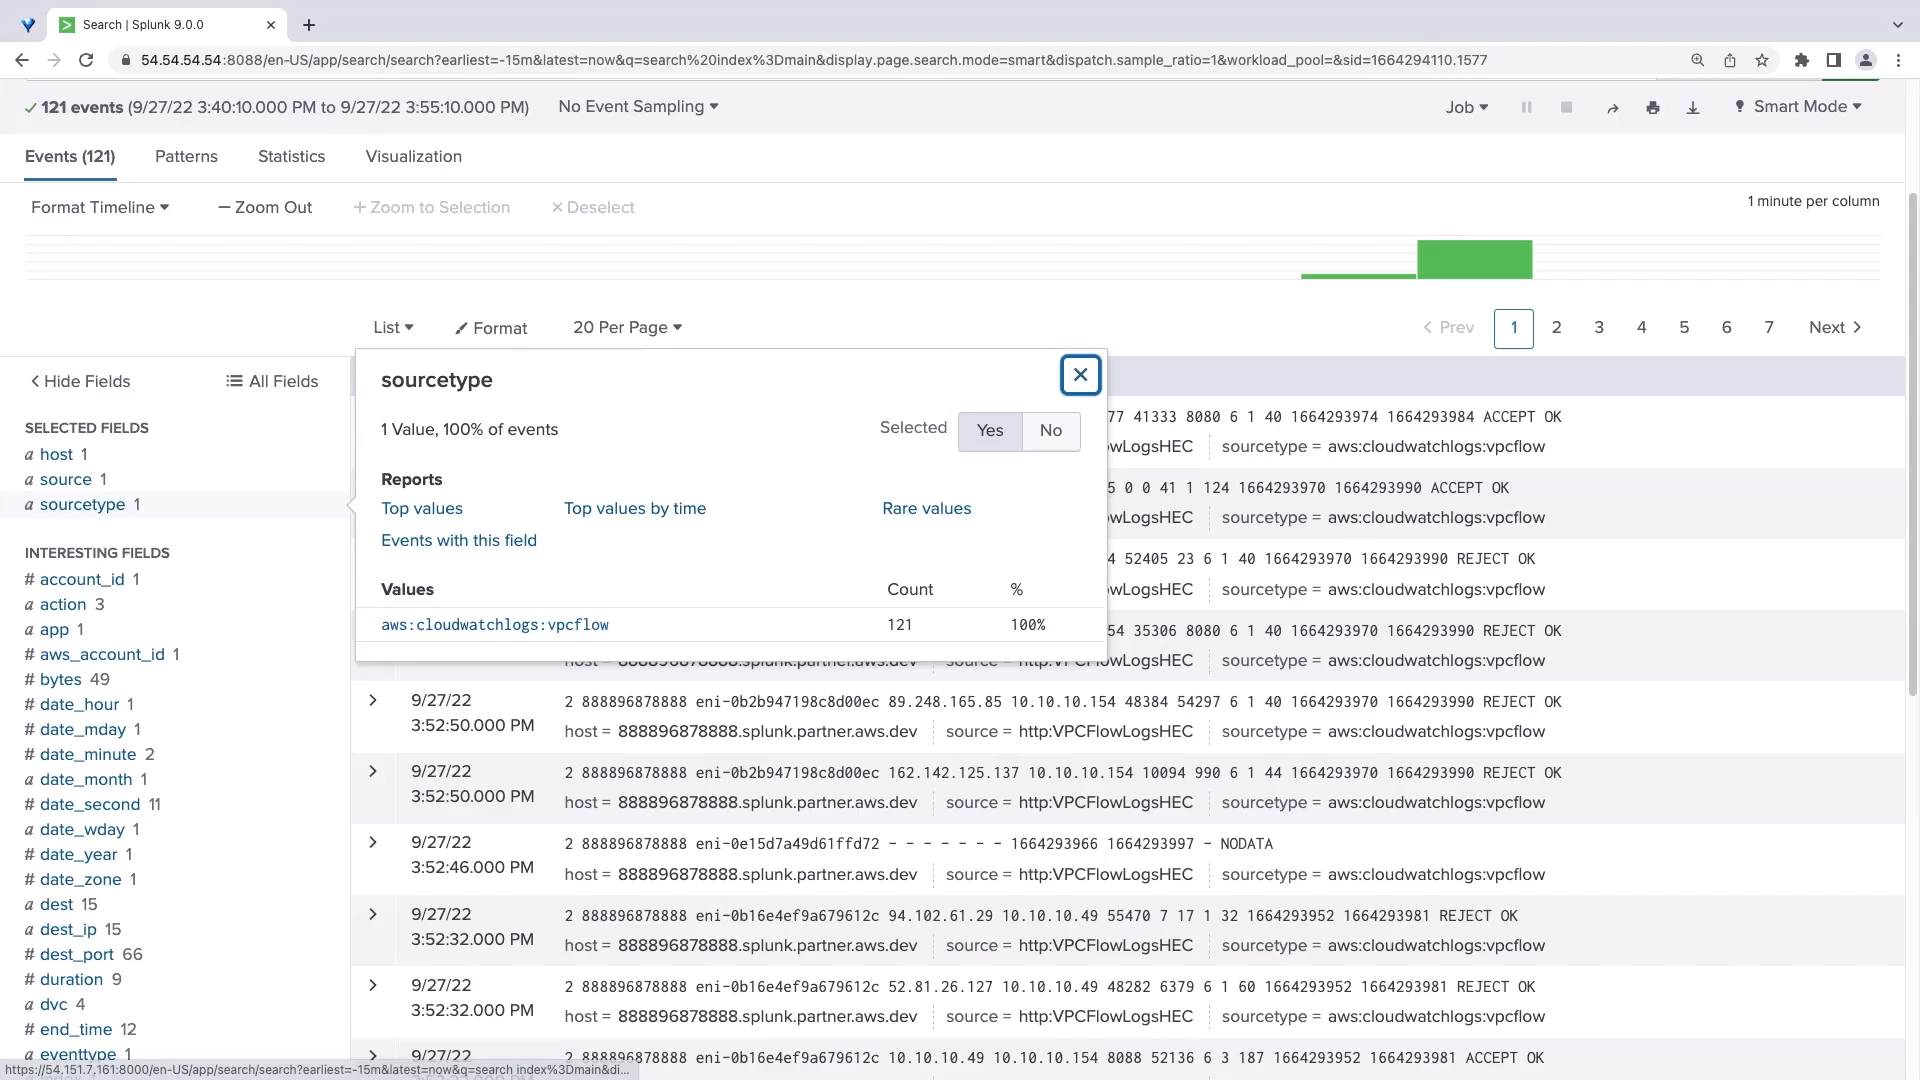 Search | Splunk 9.0.0
54.54.54.54:8088/en-US/app/search/search?earliest=-15m&latest=now&q=search%20index%3Dmain&display.page.search.mode=smart&dispatch.sample_ratio=1&workload_pool=&sid=1664294110.1577
121 events (9/27/22 3:40:10.000 PM to 9/27/22 3:55:10.000 PM) No Event Sampling Job Smart Mode
Events (121) Patterns Statistics Visualization
Format Timeline — Zoom Out + Zoom to Selection × Deselect 1 minute per column
List Format 20 Per Page < Prev 1 2 3 4 5 6 7 Next >
< Hide Fields All Fields
SELECTED FIELDS
a host 1
a source 1
a sourcetype 1
INTERESTING FIELDS
# account_id 1
a action 3
a app 1
# aws_account_id 1
# bytes 49
# date_hour 1
# date_mday 1
# date_minute 2
a date_month 1
# date_second 11
a date_wday 1
# date_year 1
# date_zone 1
a dest 15
a dest_ip 15
# dest_port 66
# duration 9
a dvc 4
# end_time 12
a eventtype 1
sourcetype
1 Value, 100% of events Selected Yes No
Reports
Top values Top values by time Rare values
Events with this field
Values Count %
aws:cloudwatchlogs:vpcflow 121 100%
77 41333 8080 6 1 40 1664293974 1664293984 ACCEPT OK
wLogsHEC sourcetype = aws:cloudwatchlogs:vpcflow
5 0 0 41 1 124 1664293970 1664293990 ACCEPT OK
wLogsHEC sourcetype = aws:cloudwatchlogs:vpcflow
4 52405 23 6 1 40 1664293970 1664293990 REJECT OK
wLogsHEC sourcetype = aws:cloudwatchlogs:vpcflow
54 35306 8080 6 1 40 1664293970 1664293990 REJECT OK
host = 888896878888.splunk.partner.aws.dev source = http:VPCFlowLogsHEC sourcetype = aws:cloudwatchlogs:vpcflow
9/27/22
3:52:50.000 PM
2 888896878888 eni-0b2b947198c8d00ec 89.248.165.85 10.10.10.154 48384 54297 6 1 40 1664293970 1664293990 REJECT OK
host = 888896878888.splunk.partner.aws.dev source = http:VPCFlowLogsHEC sourcetype = aws:cloudwatchlogs:vpcflow
9/27/22
3:52:50.000 PM
2 888896878888 eni-0b2b947198c8d00ec 162.142.125.137 10.10.10.154 10094 990 6 1 44 1664293970 1664293990 REJECT OK
host = 888896878888.splunk.partner.aws.dev source = http:VPCFlowLogsHEC sourcetype = aws:cloudwatchlogs:vpcflow
9/27/22
3:52:46.000 PM
2 888896878888 eni-0e15d7a49d61ffd72 - - - - - - - 1664293966 1664293997 - NODATA
host = 888896878888.splunk.partner.aws.dev source = http:VPCFlowLogsHEC sourcetype = aws:cloudwatchlogs:vpcflow
9/27/22
3:52:32.000 PM
2 888896878888 eni-0b16e4ef9a679612c 94.102.61.29 10.10.10.49 55470 7 17 1 32 1664293952 1664293981 REJECT OK
host = 888896878888.splunk.partner.aws.dev source = http:VPCFlowLogsHEC sourcetype = aws:cloudwatchlogs:vpcflow
9/27/22
3:52:32.000 PM
2 888896878888 eni-0b16e4ef9a679612c 52.81.26.127 10.10.10.49 48282 6379 6 1 60 1664293952 1664293981 REJECT OK
host = 888896878888.splunk.partner.aws.dev source = http:VPCFlowLogsHEC sourcetype = aws:cloudwatchlogs:vpcflow
9/27/22
2 888896878888 eni-0b16e4ef9a679612c 10.10.10.49 10.10.10.154 8088 52136 6 3 187 1664293952 1664293981 ACCEPT OK
https://54.151.7.161:8000/en-US/app/search/search?earliest=-15m&latest=now&q=search index%3Dmain&di...